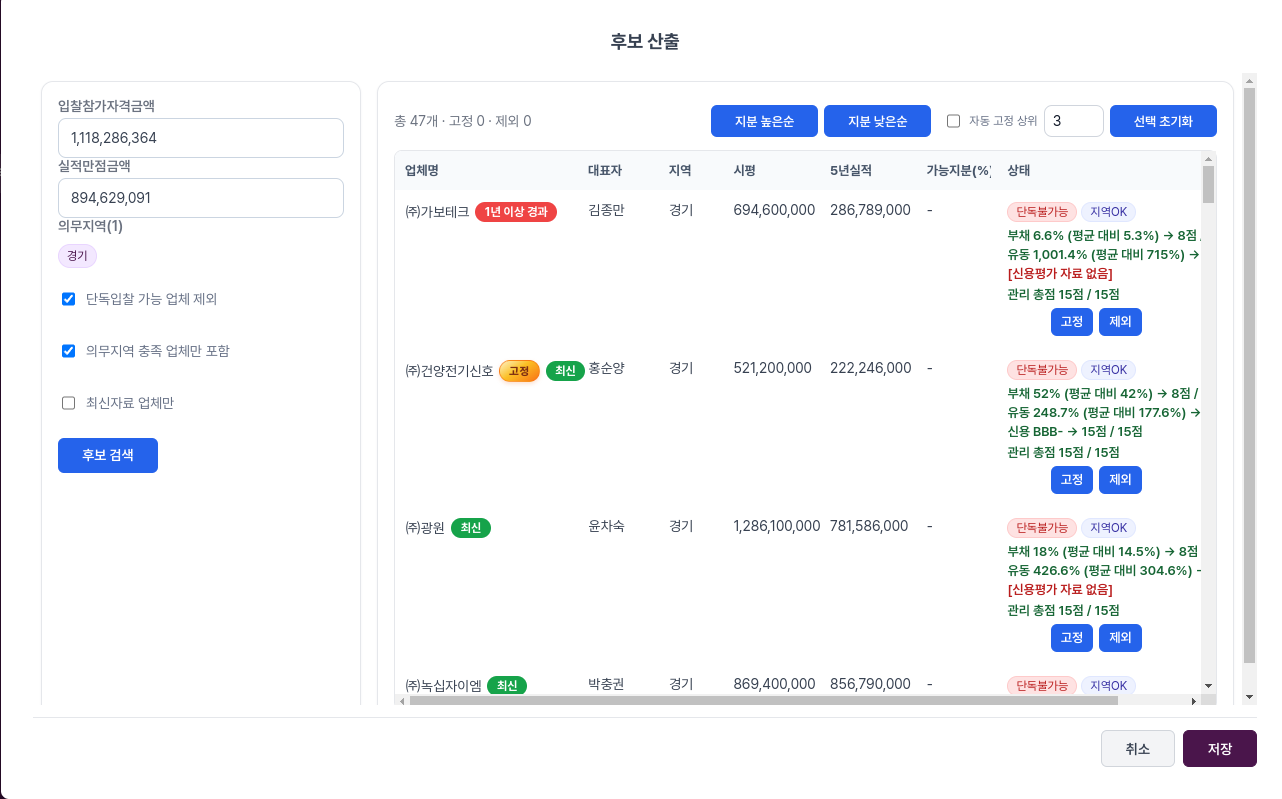 후보 산출
입찰참가자격금액
1,118,286,364
실적만점금액
894,629,091
의무지역(1)
경기
단독입찰 가능 업체 제외
의무지역 충족 업체만 포함
최신자료 업체만
후보 검색
총 47개 · 고정 0 · 제외 0
지분 높은순
지분 낮은순
자동 고정 상위
3
선택 초기화
업체명 대표자 지역 시평 5년실적 가능지분(%) 상태
㈜가보테크 1년 이상 경과 김종만 경기 694,600,000 286,789,000 - 단독불가능 지역OK
부채 6.6% (평균 대비 5.3%) → 8점 /
유동 1,001.4% (평균 대비 715%) →
[신용평가 자료 없음]
관리 총점 15점 / 15점
고정 제외
㈜건양전기신호 고정 최신 홍순양 경기 521,200,000 222,246,000 - 단독불가능 지역OK
부채 52% (평균 대비 42%) → 8점 /
유동 248.7% (평균 대비 177.6%) →
신용 BBB- → 15점 / 15점
관리 총점 15점 / 15점
고정 제외
㈜광원 최신 윤차숙 경기 1,286,100,000 781,586,000 - 단독불가능 지역OK
부채 18% (평균 대비 14.5%) → 8점
유동 426.6% (평균 대비 304.6%) -
[신용평가 자료 없음]
관리 총점 15점 / 15점
고정 제외
㈜녹십자이엠 최신 박충권 경기 869,400,000 856,790,000 - 단독불가능 지역OK
취소 저장